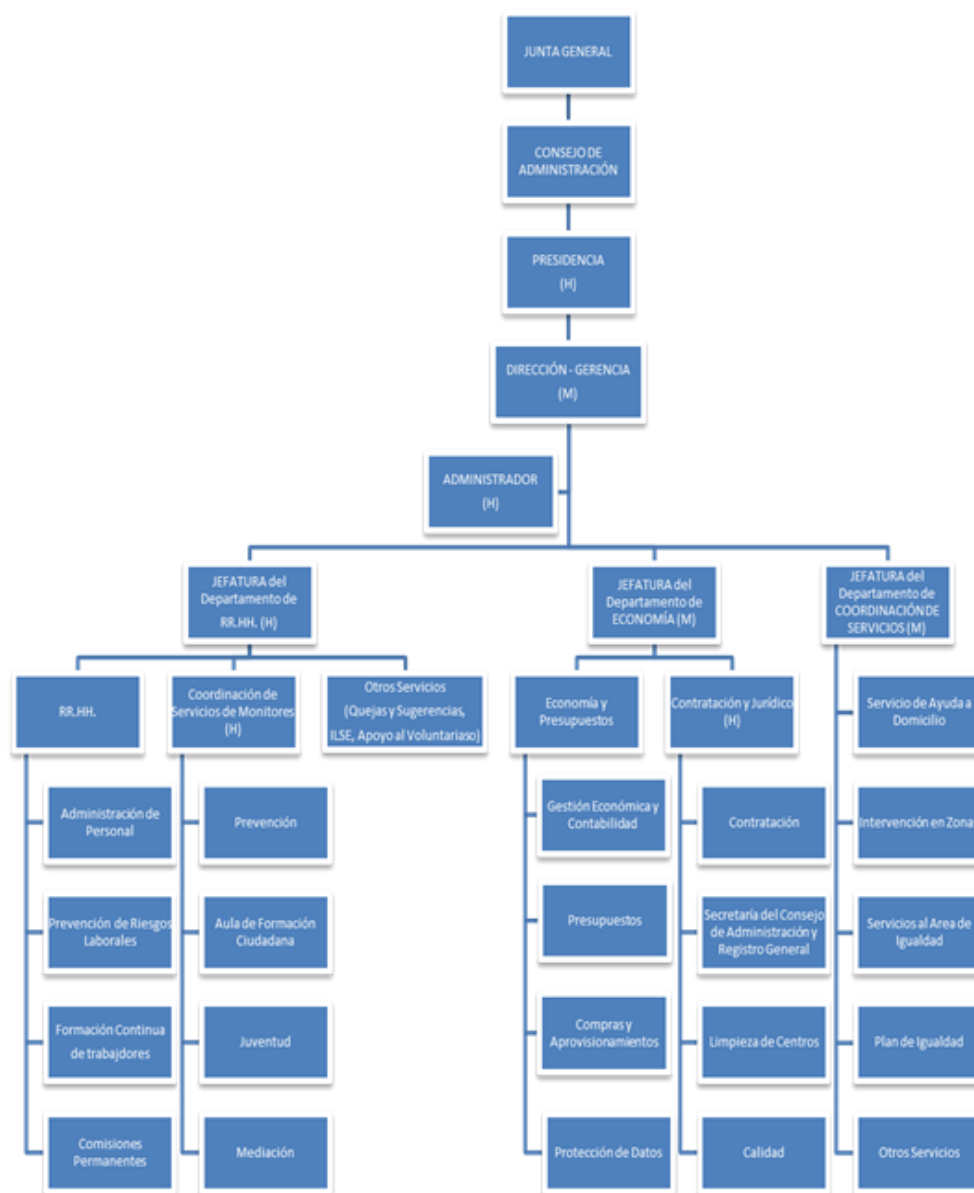 JUNTA GENERAL
CONSEJO DE
ADMINISTRACIÓN
PRESIDENCIA
(H)
DIRECCIÓN - GERENCIA
(M)
ADMINISTRADOR
(H)
JEFATURA del
Departamento de
RR.HH. (H)
JEFATURA del
Departamento de
ECONOMÍA (M)
JEFATURA del
Departamento de
COORDINACIÓN DE
SERVICIOS (M)
RR.HH.
Coordinación de
Servicios de Monitores
(H)
Otros Servicios
(Quejas y Sugerencias,
ILSE, Apoyo al Voluntariaso)
Economía y
Presupuestos
Contratación y Jurídico
(H)
Servicio de Ayuda a
Domicilio
Administración de
Personal
Prevención
Gestión Económica y
Contabilidad
Contratación
Intervención en Zona
Prevención de Riesgos
Laborales
Aula de Formación
Ciudadana
Presupuestos
Secretaría del Consejo
de Administración y
Registro General
Servicios al Area de
Igualdad
Formación Continua
de trabajdores
Juventud
Compras y
Aprovisionamientos
Limpieza de Centros
Plan de Igualdad
Comisiones
Permanentes
Mediación
Protección de Datos
Calidad
Otros Servicios